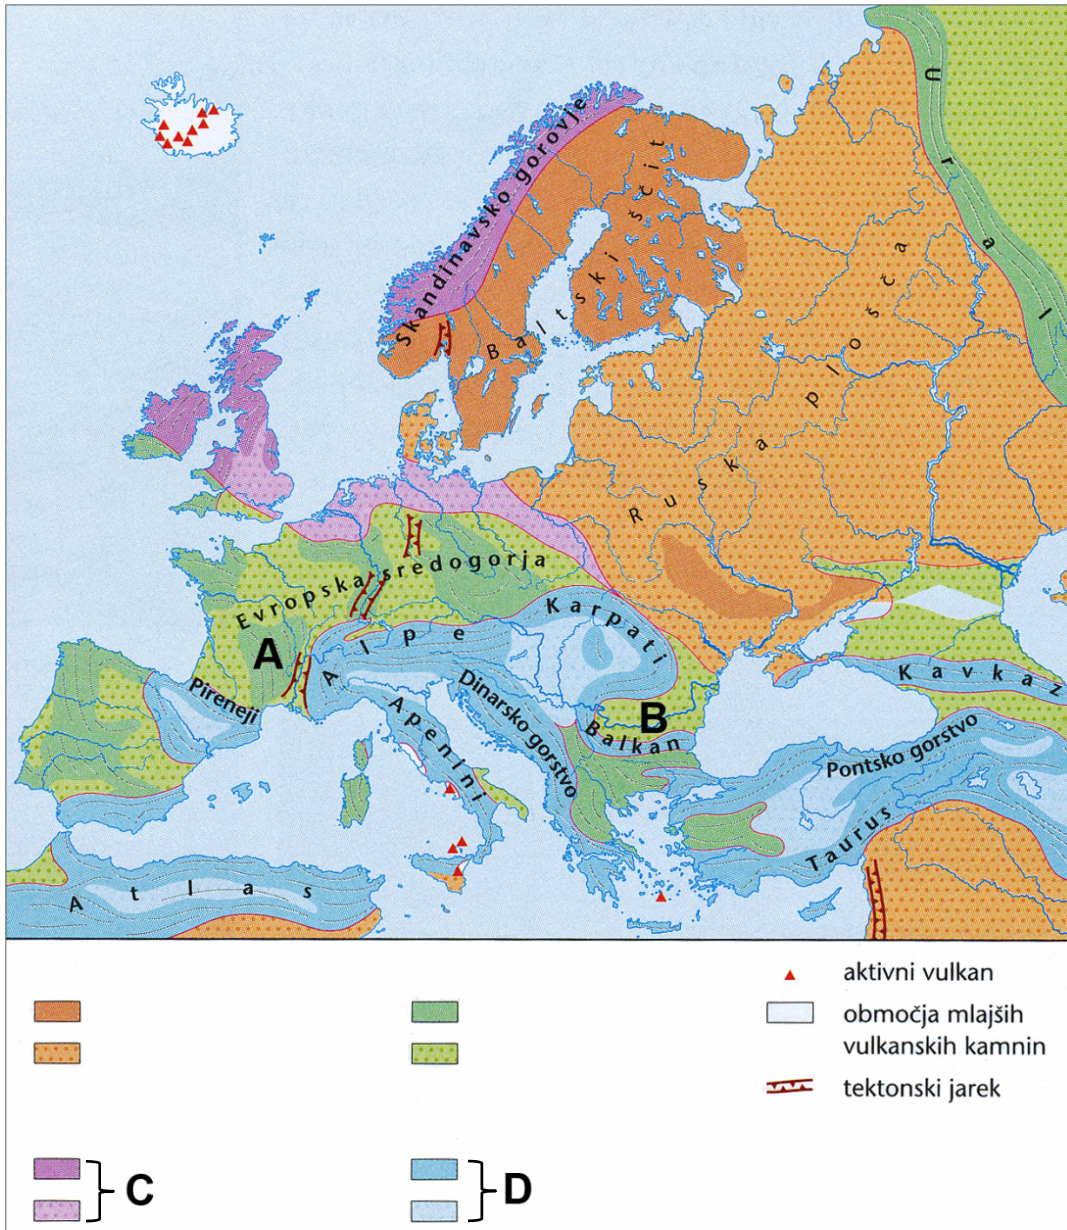 Ural
Skandinavsko gorovje
Baltski ščit
Ruska plošča
Evropska sredogorja
A
Alpe
Karpati
Kavkaz
Pireneji
Dinarsko gorstvo
B
Balkan
Apenini
Pontsko gorstvo
Taurus
Atlas
aktivni vulkan
območja mlajših
vulkanskih kamnin
tektonski jarek
C
D